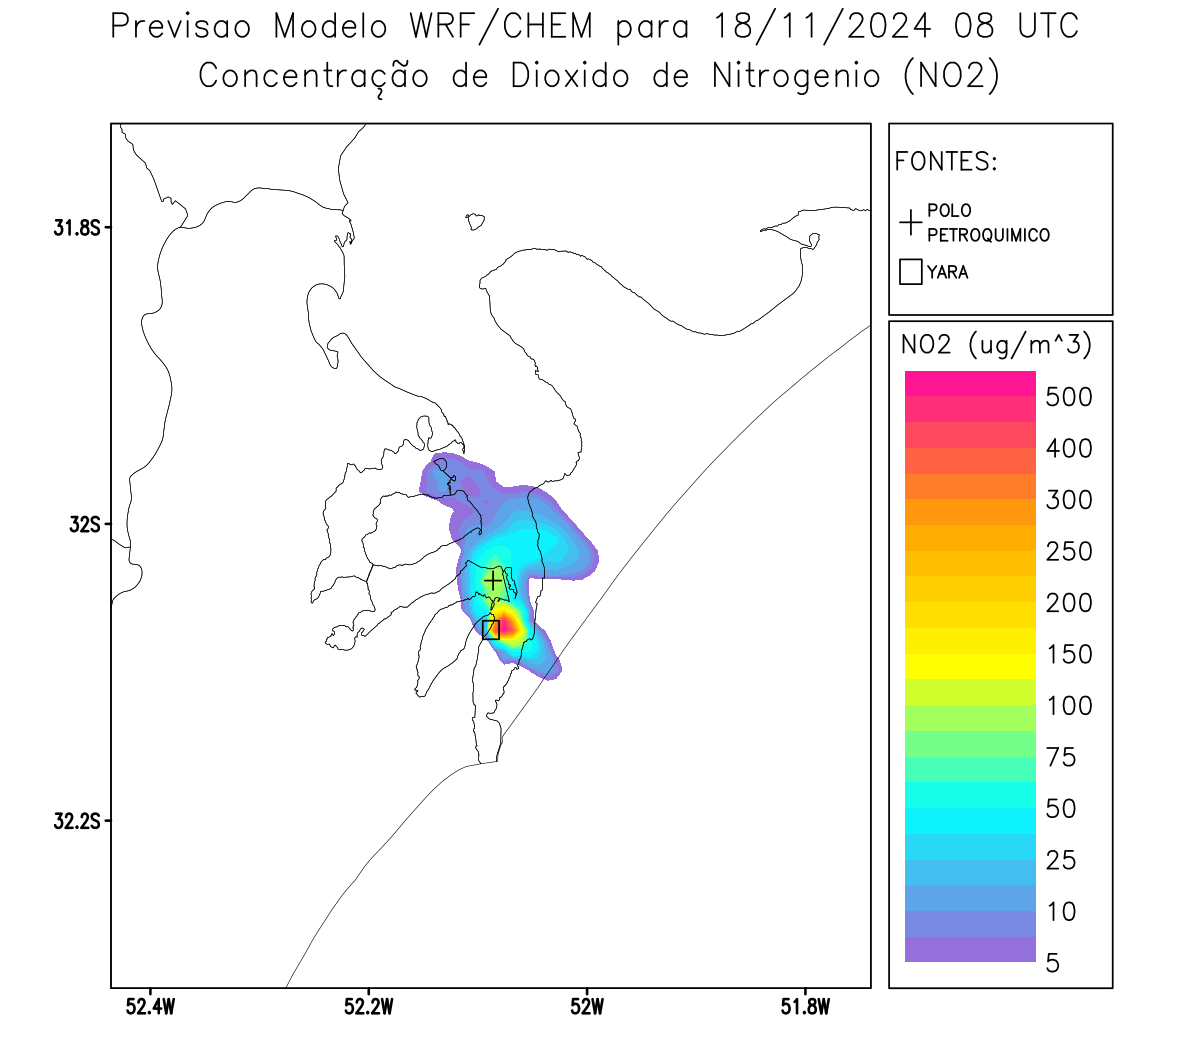 Previsao Modelo WRF/CHEM para 18/11/2024 08 UTC
Concentração de Dioxido de Nitrogenio (NO2)
FONTES:
POLO
PETROQUIMICO
YARA
NO2 (ug/m^3)
500
400
300
250
200
150
100
75
50
25
10
5
31.8S
32S
32.2S
52.4W
52.2W
52W
51.8W